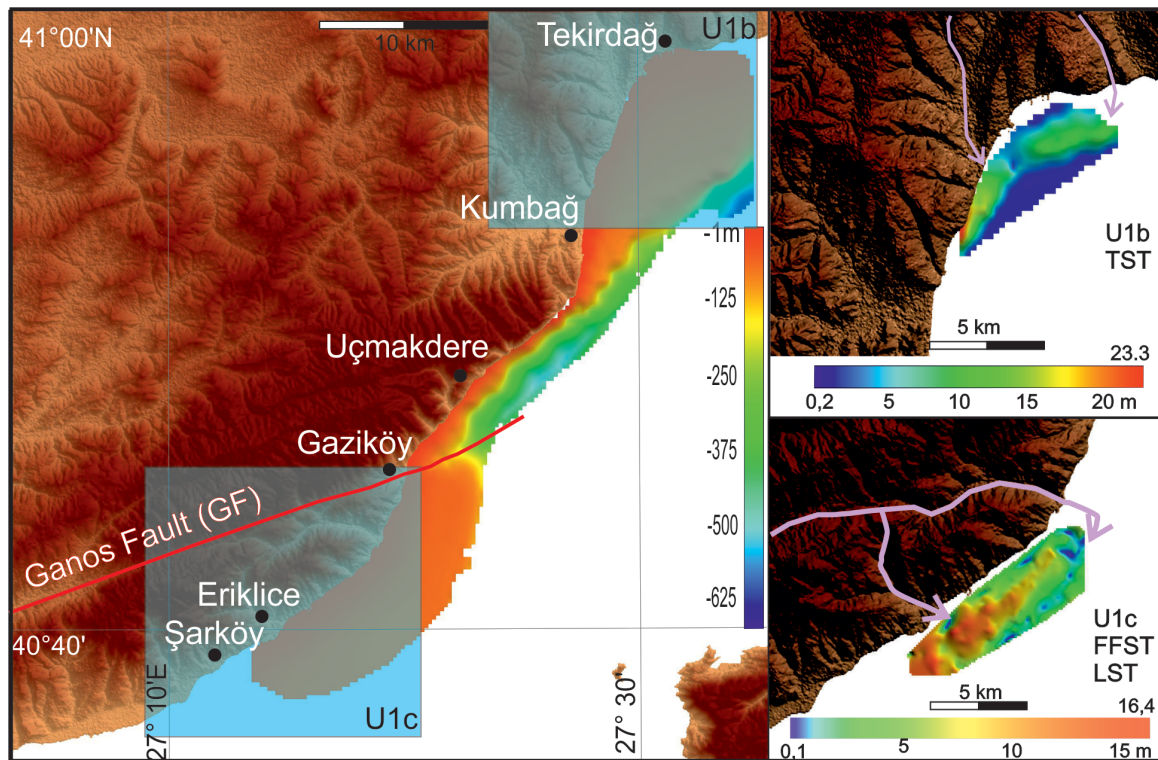 41°00'N
10 km
Tekirdağ
U1b
Kumbağ
-1m
-125
Uçmakdere
-250
-375
Gaziköy
Ganos Fault (GF)
-500
Eriklice
-625
40°40'
Şarköy
27° 10'E
U1c
27° 30'
U1b
TST
5 km
23.3
0,2 5 10 15 20 m
U1c
FFST
LST
5 km
16,4
0,1 5 10 15 m